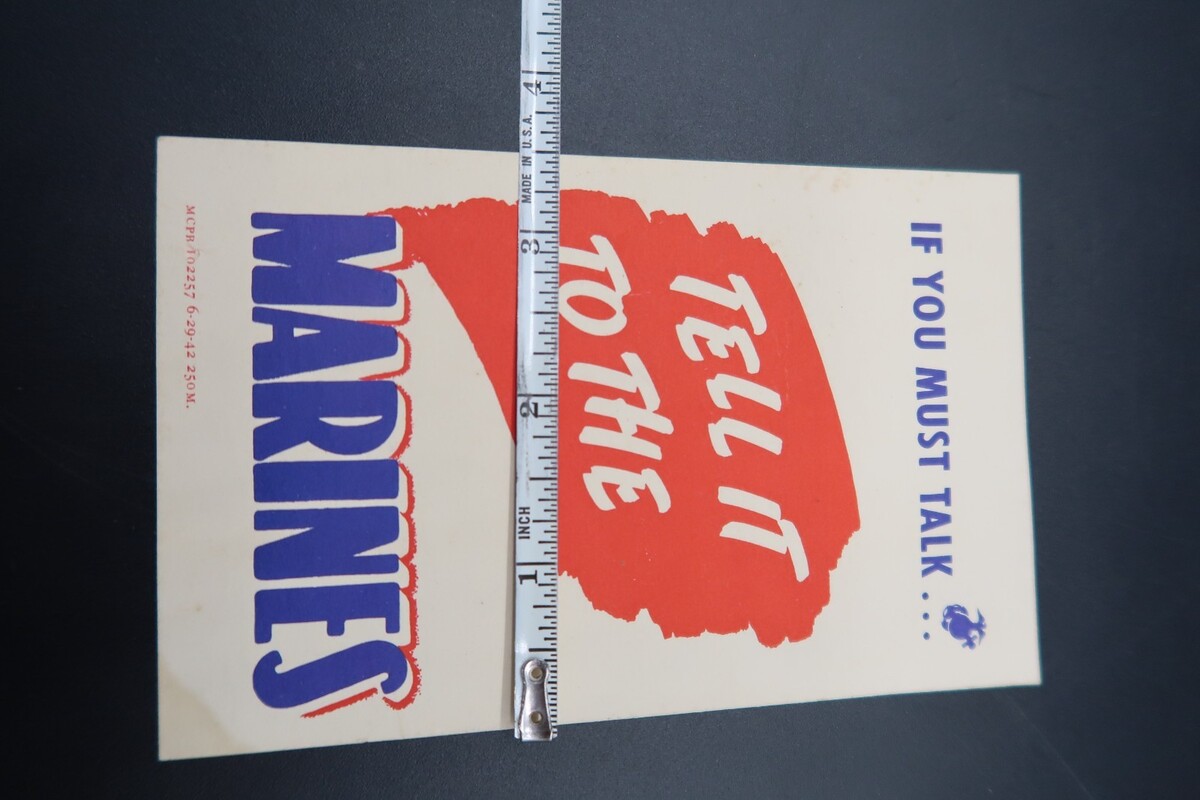 IF YOU MUST TALK...
TELL IT
TO THE
MARINES
MCPB/102257 6-29-42 250M.
1 INCH 2 3 MADE IN U.S.A. 4